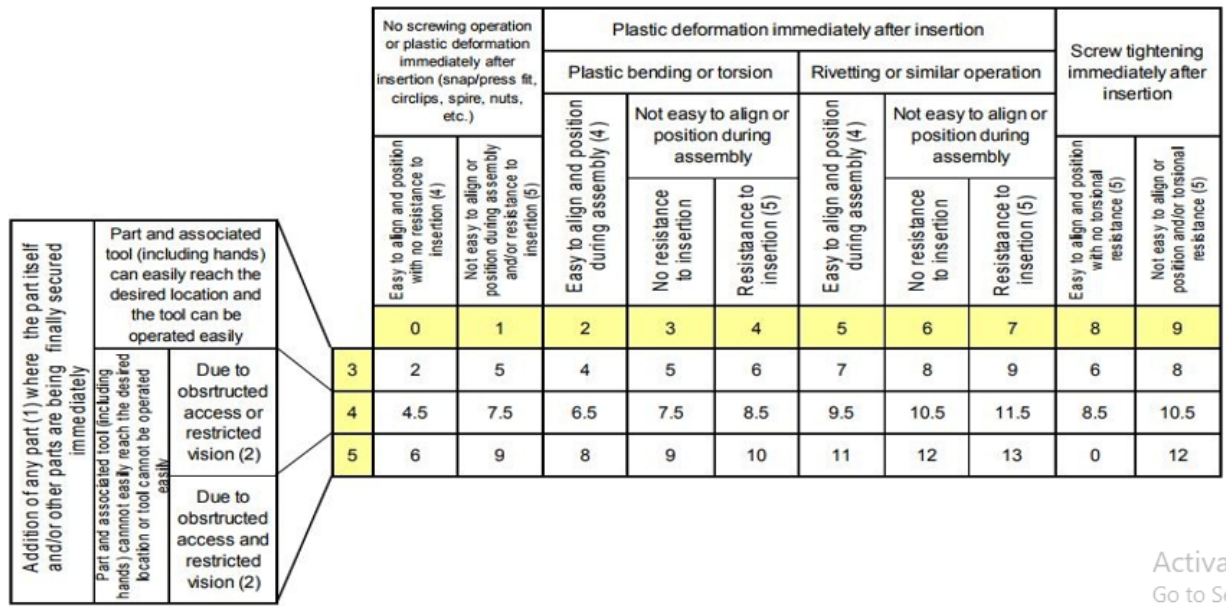 No screwing operation
or plastic deformation
immediately after
insertion (snap/press fit,
circlips, spire, nuts,
etc.)
Plastic deformation immediately after insertion
Screw tightening
immediately after
insertion
Plastic bending or torsion
Rivetting or similar operation
Easy to align and position
with no resistance to
insertion (4)
Not easy to align or
position during assembly
and/or resistance to
insertion (5)
Easy to align and position
during assembly (4)
Not easy to align or
position during
assembly
No resistance
to insertion
Resistance to
insertion (5)
Easy to align and position
during assembly (4)
Not easy to align or
position during
assembly
No resistance
to insertion
Resistaance to
insertion (5)
Easy to align and position
with no torsional
resistance (5)
Not easy to align or
position and/or torsional
resistance (5)
0 1 2 3 4 5 6 7 8 9
3 2 5 4 5 6 7 8 9 6 8
4 4.5 7.5 6.5 7.5 8.5 9.5 10.5 11.5 8.5 10.5
5 6 9 8 9 10 11 12 13 0 12
Addition of any part (1) where the part itself
and/or other parts are being finally secured
immediately
Part and associated
tool (including hands)
can easily reach the
desired location and
the tool can be
operated easily
Part and associated tool (including
hands) cannnot easily reach the desired
location or tool cannot be operated
easily
Due to
obsrtructed
access or
restricted
vision (2)
Due to
obsrtructed
access and
restricted
vision (2)
Activa
Go to Se